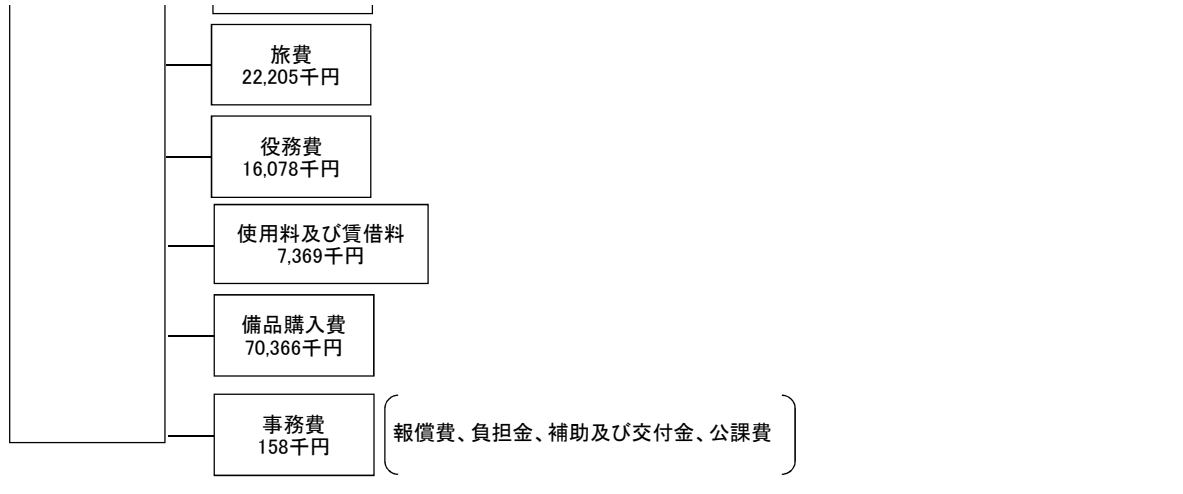 旅費
22,205千円
役務費
16,078千円
使用料及び賃借料
7,369千円
備品購入費
70,366千円
事務費
158千円
報償費、負担金、補助及び交付金、公課費